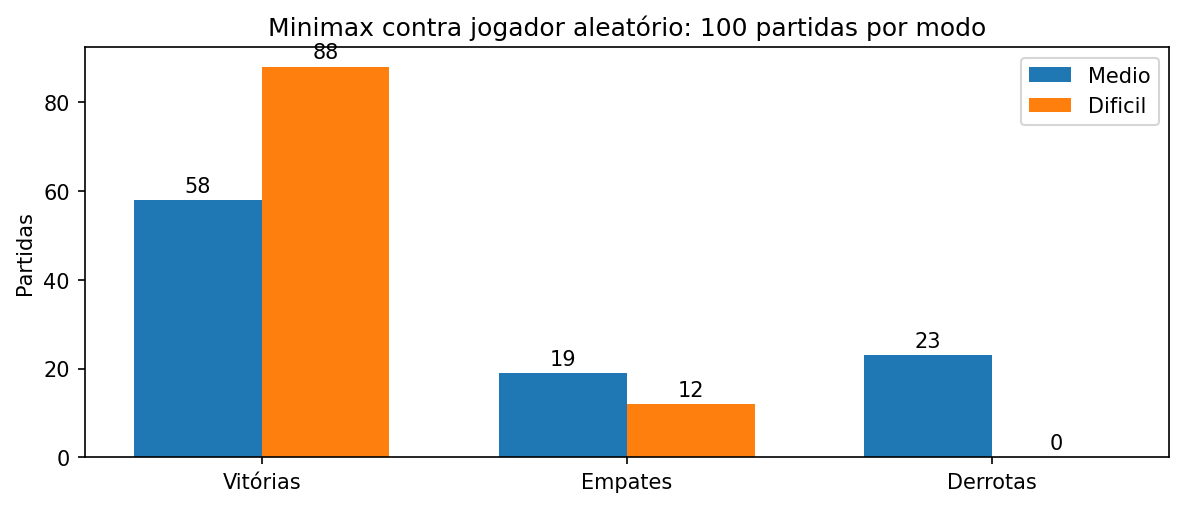 Minimax contra jogador aleatório: 100 partidas por modo
Medio
Dificil
Partidas
80
60
40
20
0
58
88
19
12
23
0
Vitórias
Empates
Derrotas